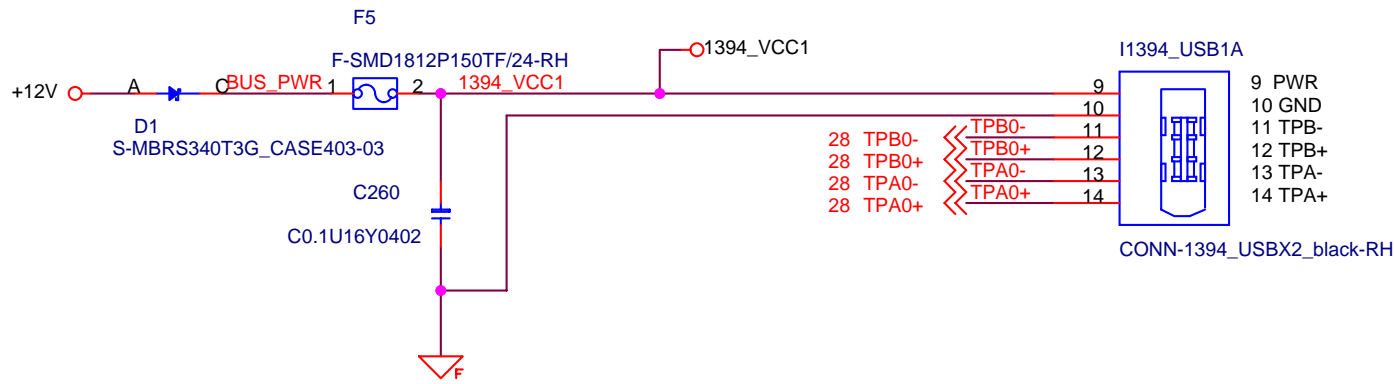 F5
F-SMD1812P150TF/24-RH
+12V
A
C
BUS_PWR
1
2
1394_VCC1
1394_VCC1
D1
S-MBRS340T3G_CASE403-03
C260
C0.1U16Y0402
F
28 TPB0-
28 TPB0+
28 TPA0-
28 TPA0+
TPB0-
TPB0+
TPA0-
TPA0+
I1394_USB1A
9
10
11
12
13
14
9 PWR
10 GND
11 TPB-
12 TPB+
13 TPA-
14 TPA+
CONN-1394_USBX2_black-RH